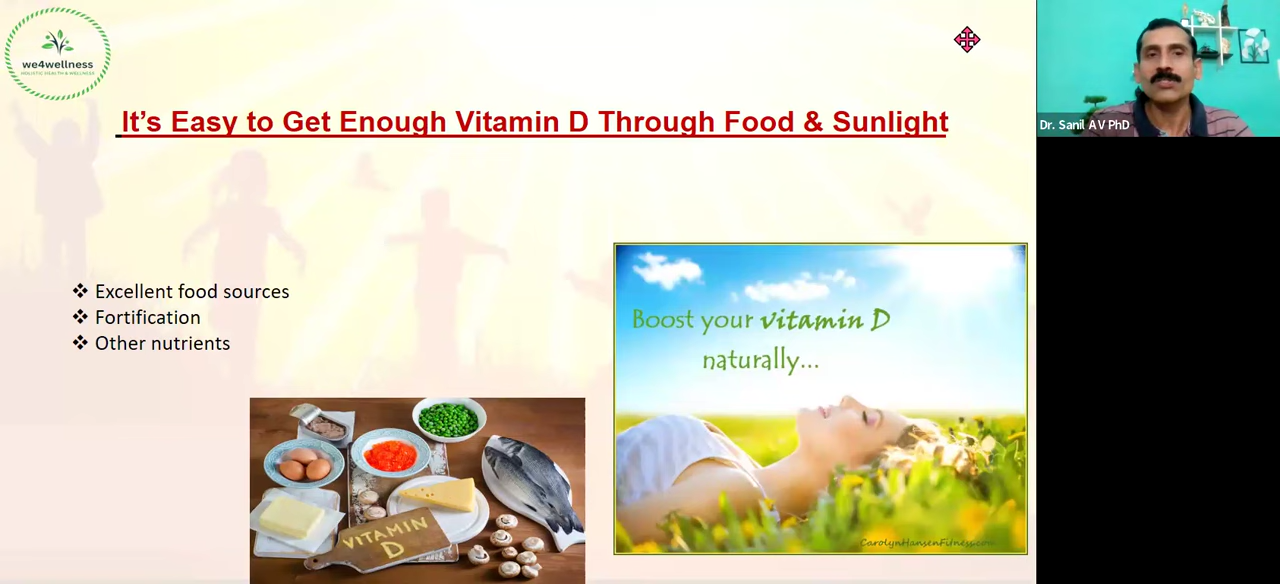 we4wellness
HOLISTIC HEALTH & WELLNESS
It’s Easy to Get Enough Vitamin D Through Food & Sunlight
Dr. Sanil A V PhD
❖ Excellent food sources
❖ Fortification
❖ Other nutrients
Boost your vitamin D
naturally...
VITAMIN
D
CarolynHansenFitness.com